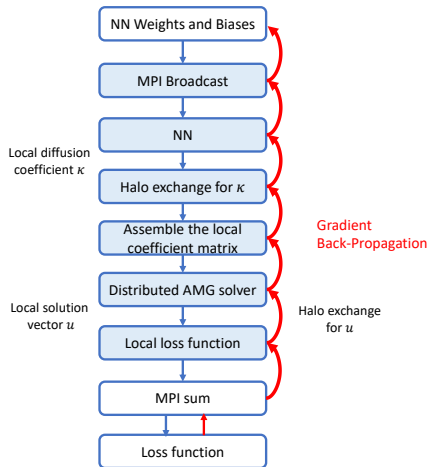 NN Weights and Biases
MPI Broadcast
NN
Local diffusion
coefficient κ
Halo exchange for κ
Assemble the local
coefficient matrix
Gradient
Back-Propagation
Distributed AMG solver
Local solution
vector u
Halo exchange
for u
Local loss function
MPI sum
Loss function